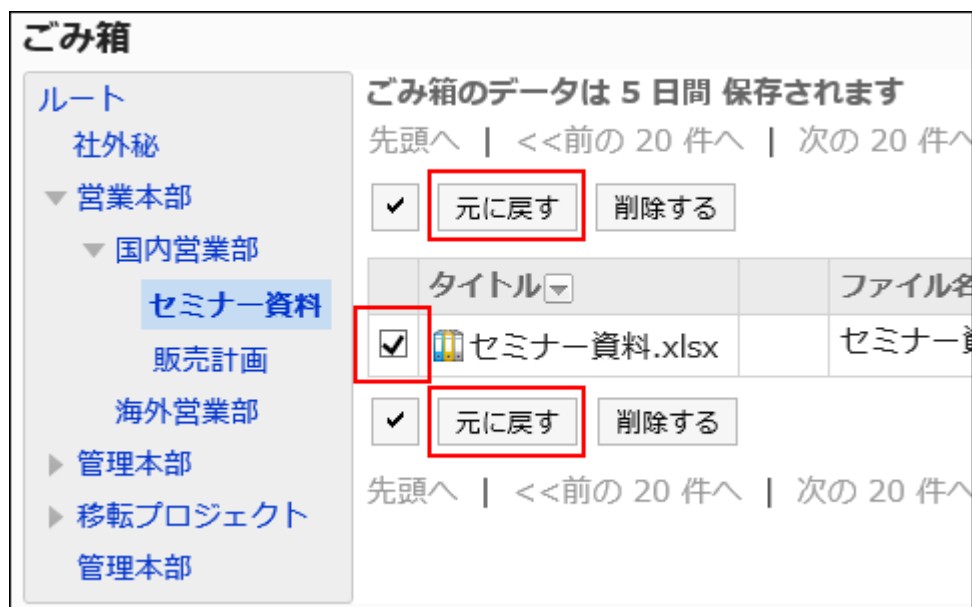 ごみ箱
ルート
社外秘
営業本部
国内営業部
セミナー資料
販売計画
海外営業部
管理本部
移転プロジェクト
管理本部
ごみ箱のデータは 5 日間 保存されます
先頭へ | <<前の 20 件へ | 次の 20 件へ
元に戻す 削除する
タイトル ファイル名
セミナー資料.xlsx セミナー
元に戻す 削除する
先頭へ | <<前の 20 件へ | 次の 20 件へ